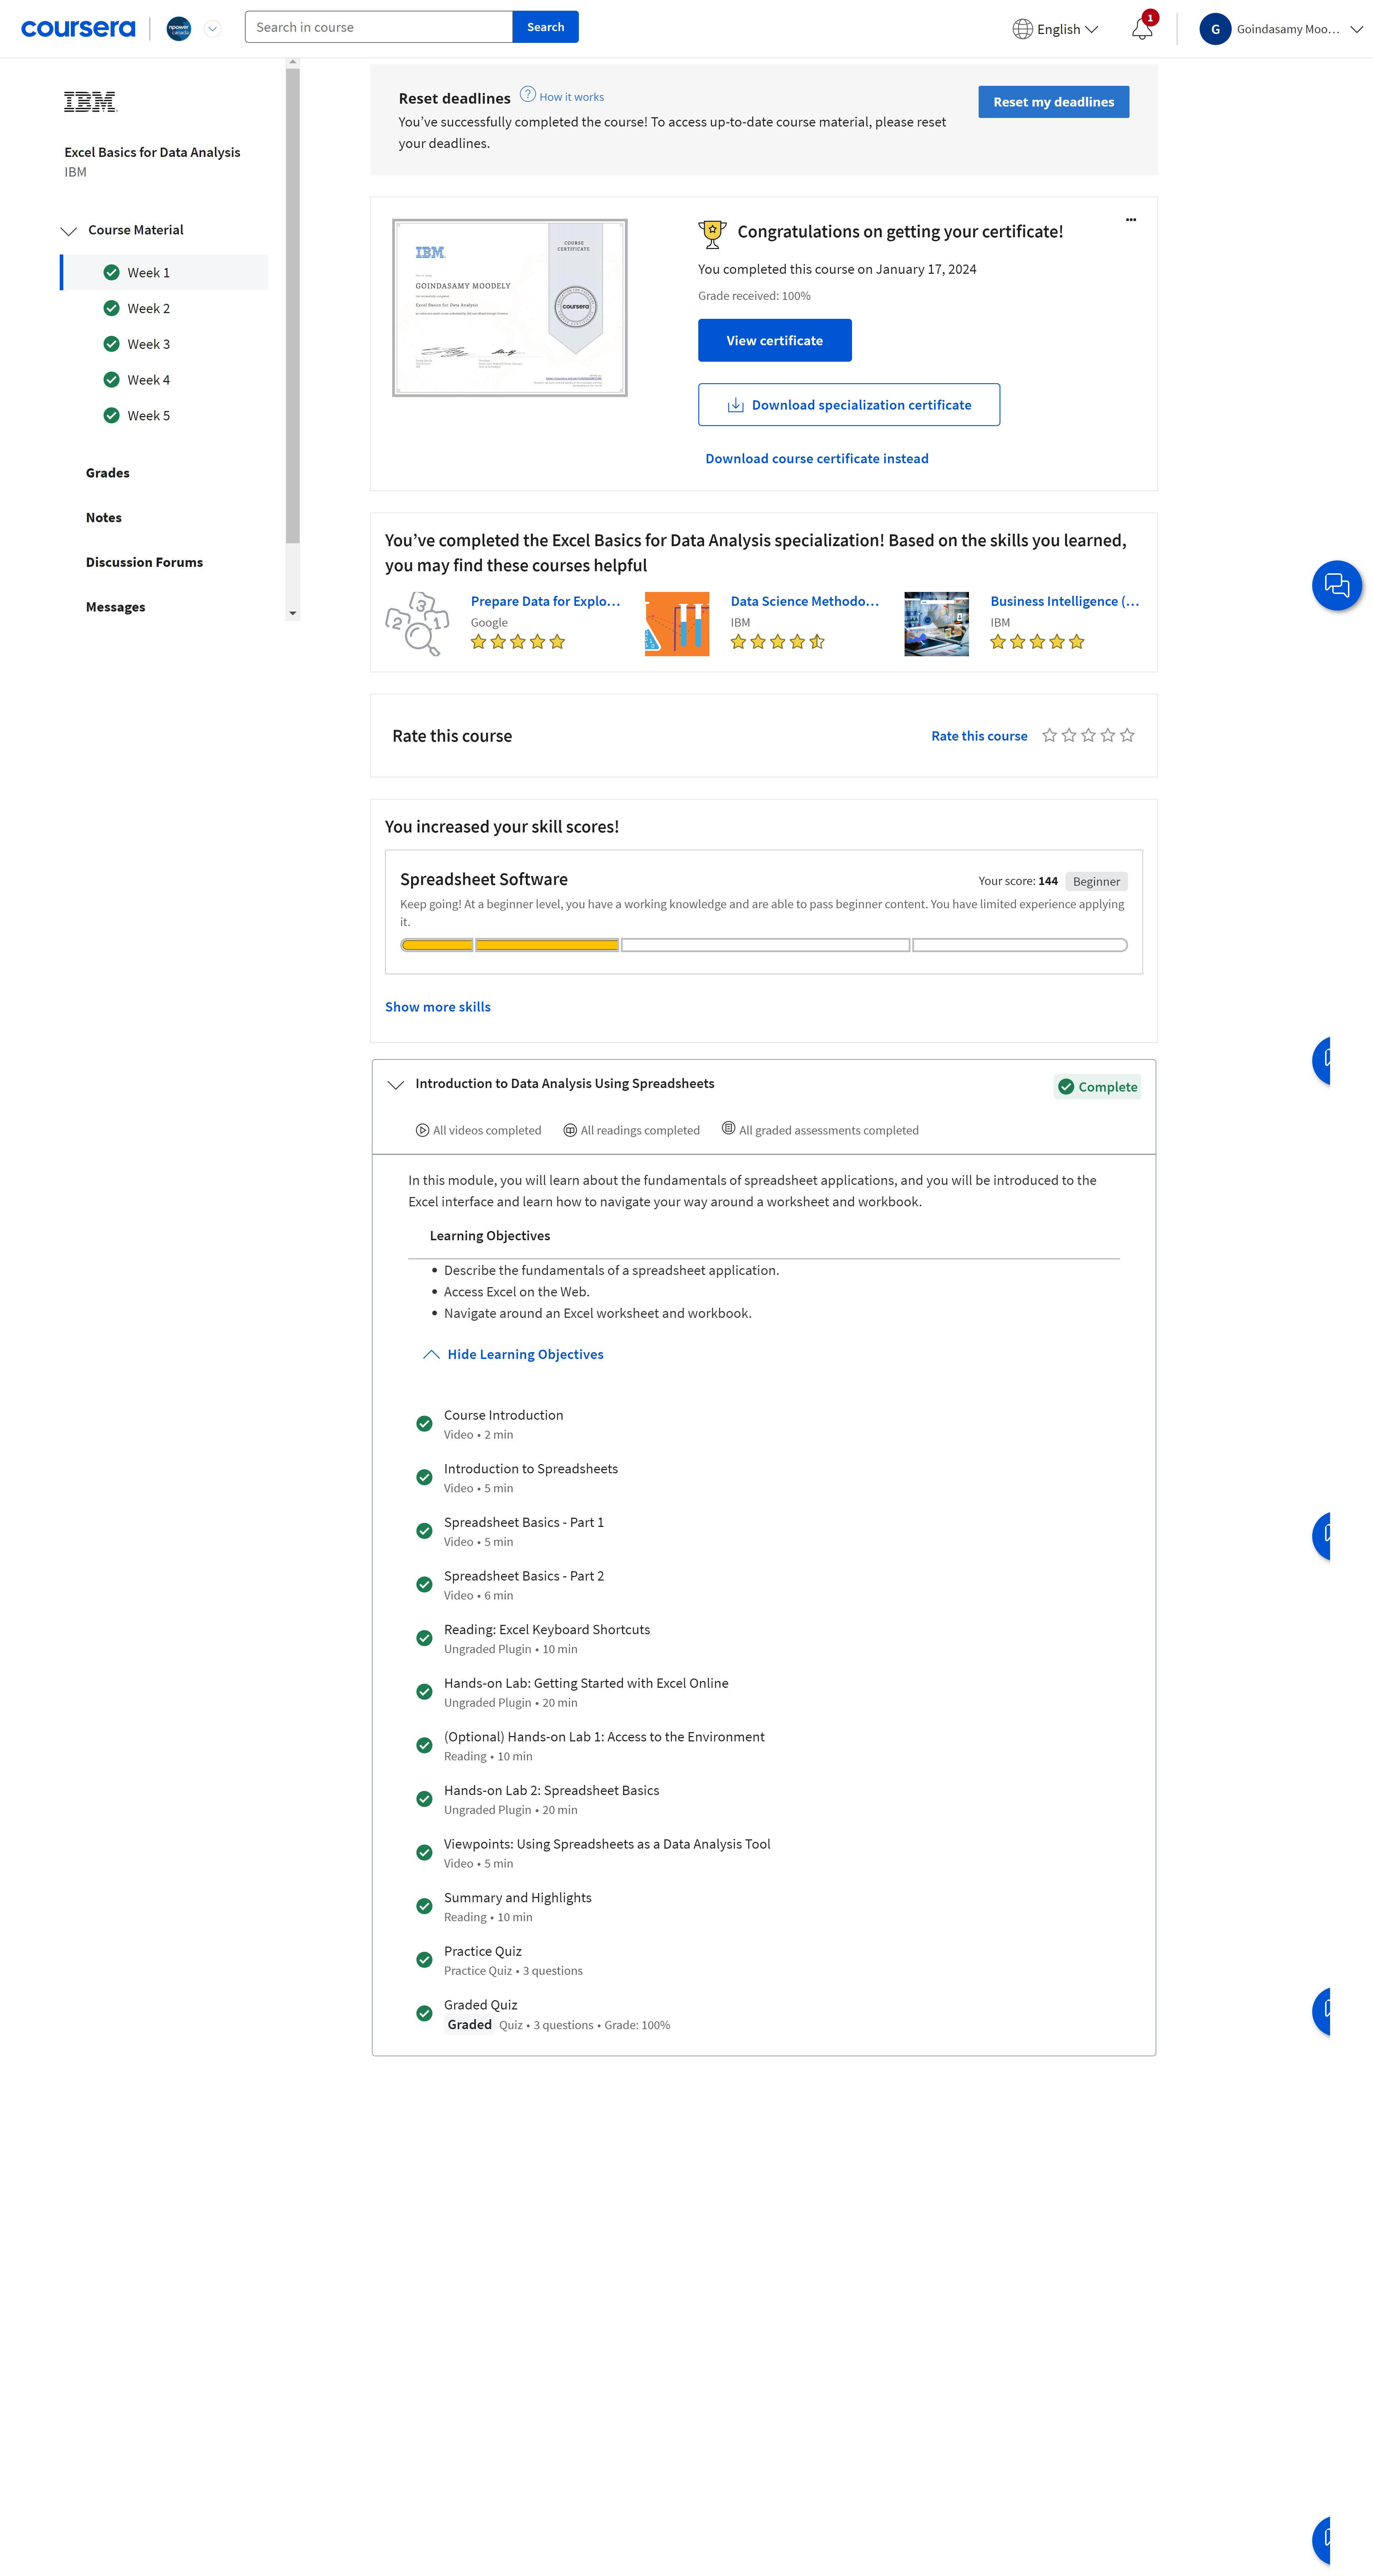 coursera
npower
canada
Search in course
Search
English
1
G
Goindasamy Moo...
IBM
Excel Basics for Data Analysis
IBM
Course Material
Week 1
Week 2
Week 3
Week 4
Week 5
Grades
Notes
Discussion Forums
Messages
Reset deadlines
? How it works
You've successfully completed the course! To access up-to-date course material, please reset
your deadlines.
Reset my deadlines
IBM
GOINDASAMY MOODELY
Excel Basics for Data Analysis
COURSE
CERTIFICATE
coursera
Congratulations on getting your certificate!
You completed this course on January 17, 2024
Grade received: 100%
View certificate
Download specialization certificate
Download course certificate instead
You've completed the Excel Basics for Data Analysis specialization! Based on the skills you learned,
you may find these courses helpful
3
2
1
Prepare Data for Explo...
Google
Data Science Methodo...
IBM
Business Intelligence (...
IBM
Rate this course
Rate this course
You increased your skill scores!
Spreadsheet Software
Your score: 144
Beginner
Keep going! At a beginner level, you have a working knowledge and are able to pass beginner content. You have limited experience applying
it.
Show more skills
Introduction to Data Analysis Using Spreadsheets
Complete
All videos completed
All readings completed
All graded assessments completed
In this module, you will learn about the fundamentals of spreadsheet applications, and you will be introduced to the
Excel interface and learn how to navigate your way around a worksheet and workbook.
Learning Objectives
• Describe the fundamentals of a spreadsheet application.
• Access Excel on the Web.
• Navigate around an Excel worksheet and workbook.
Hide Learning Objectives
Course Introduction
Video • 2 min
Introduction to Spreadsheets
Video • 5 min
Spreadsheet Basics - Part 1
Video • 5 min
Spreadsheet Basics - Part 2
Video • 6 min
Reading: Excel Keyboard Shortcuts
Ungraded Plugin • 10 min
Hands-on Lab: Getting Started with Excel Online
Ungraded Plugin • 20 min
(Optional) Hands-on Lab 1: Access to the Environment
Reading • 10 min
Hands-on Lab 2: Spreadsheet Basics
Ungraded Plugin • 20 min
Viewpoints: Using Spreadsheets as a Data Analysis Tool
Video • 5 min
Summary and Highlights
Reading • 10 min
Practice Quiz
Practice Quiz • 3 questions
Graded Quiz
Graded Quiz • 3 questions • Grade: 100%